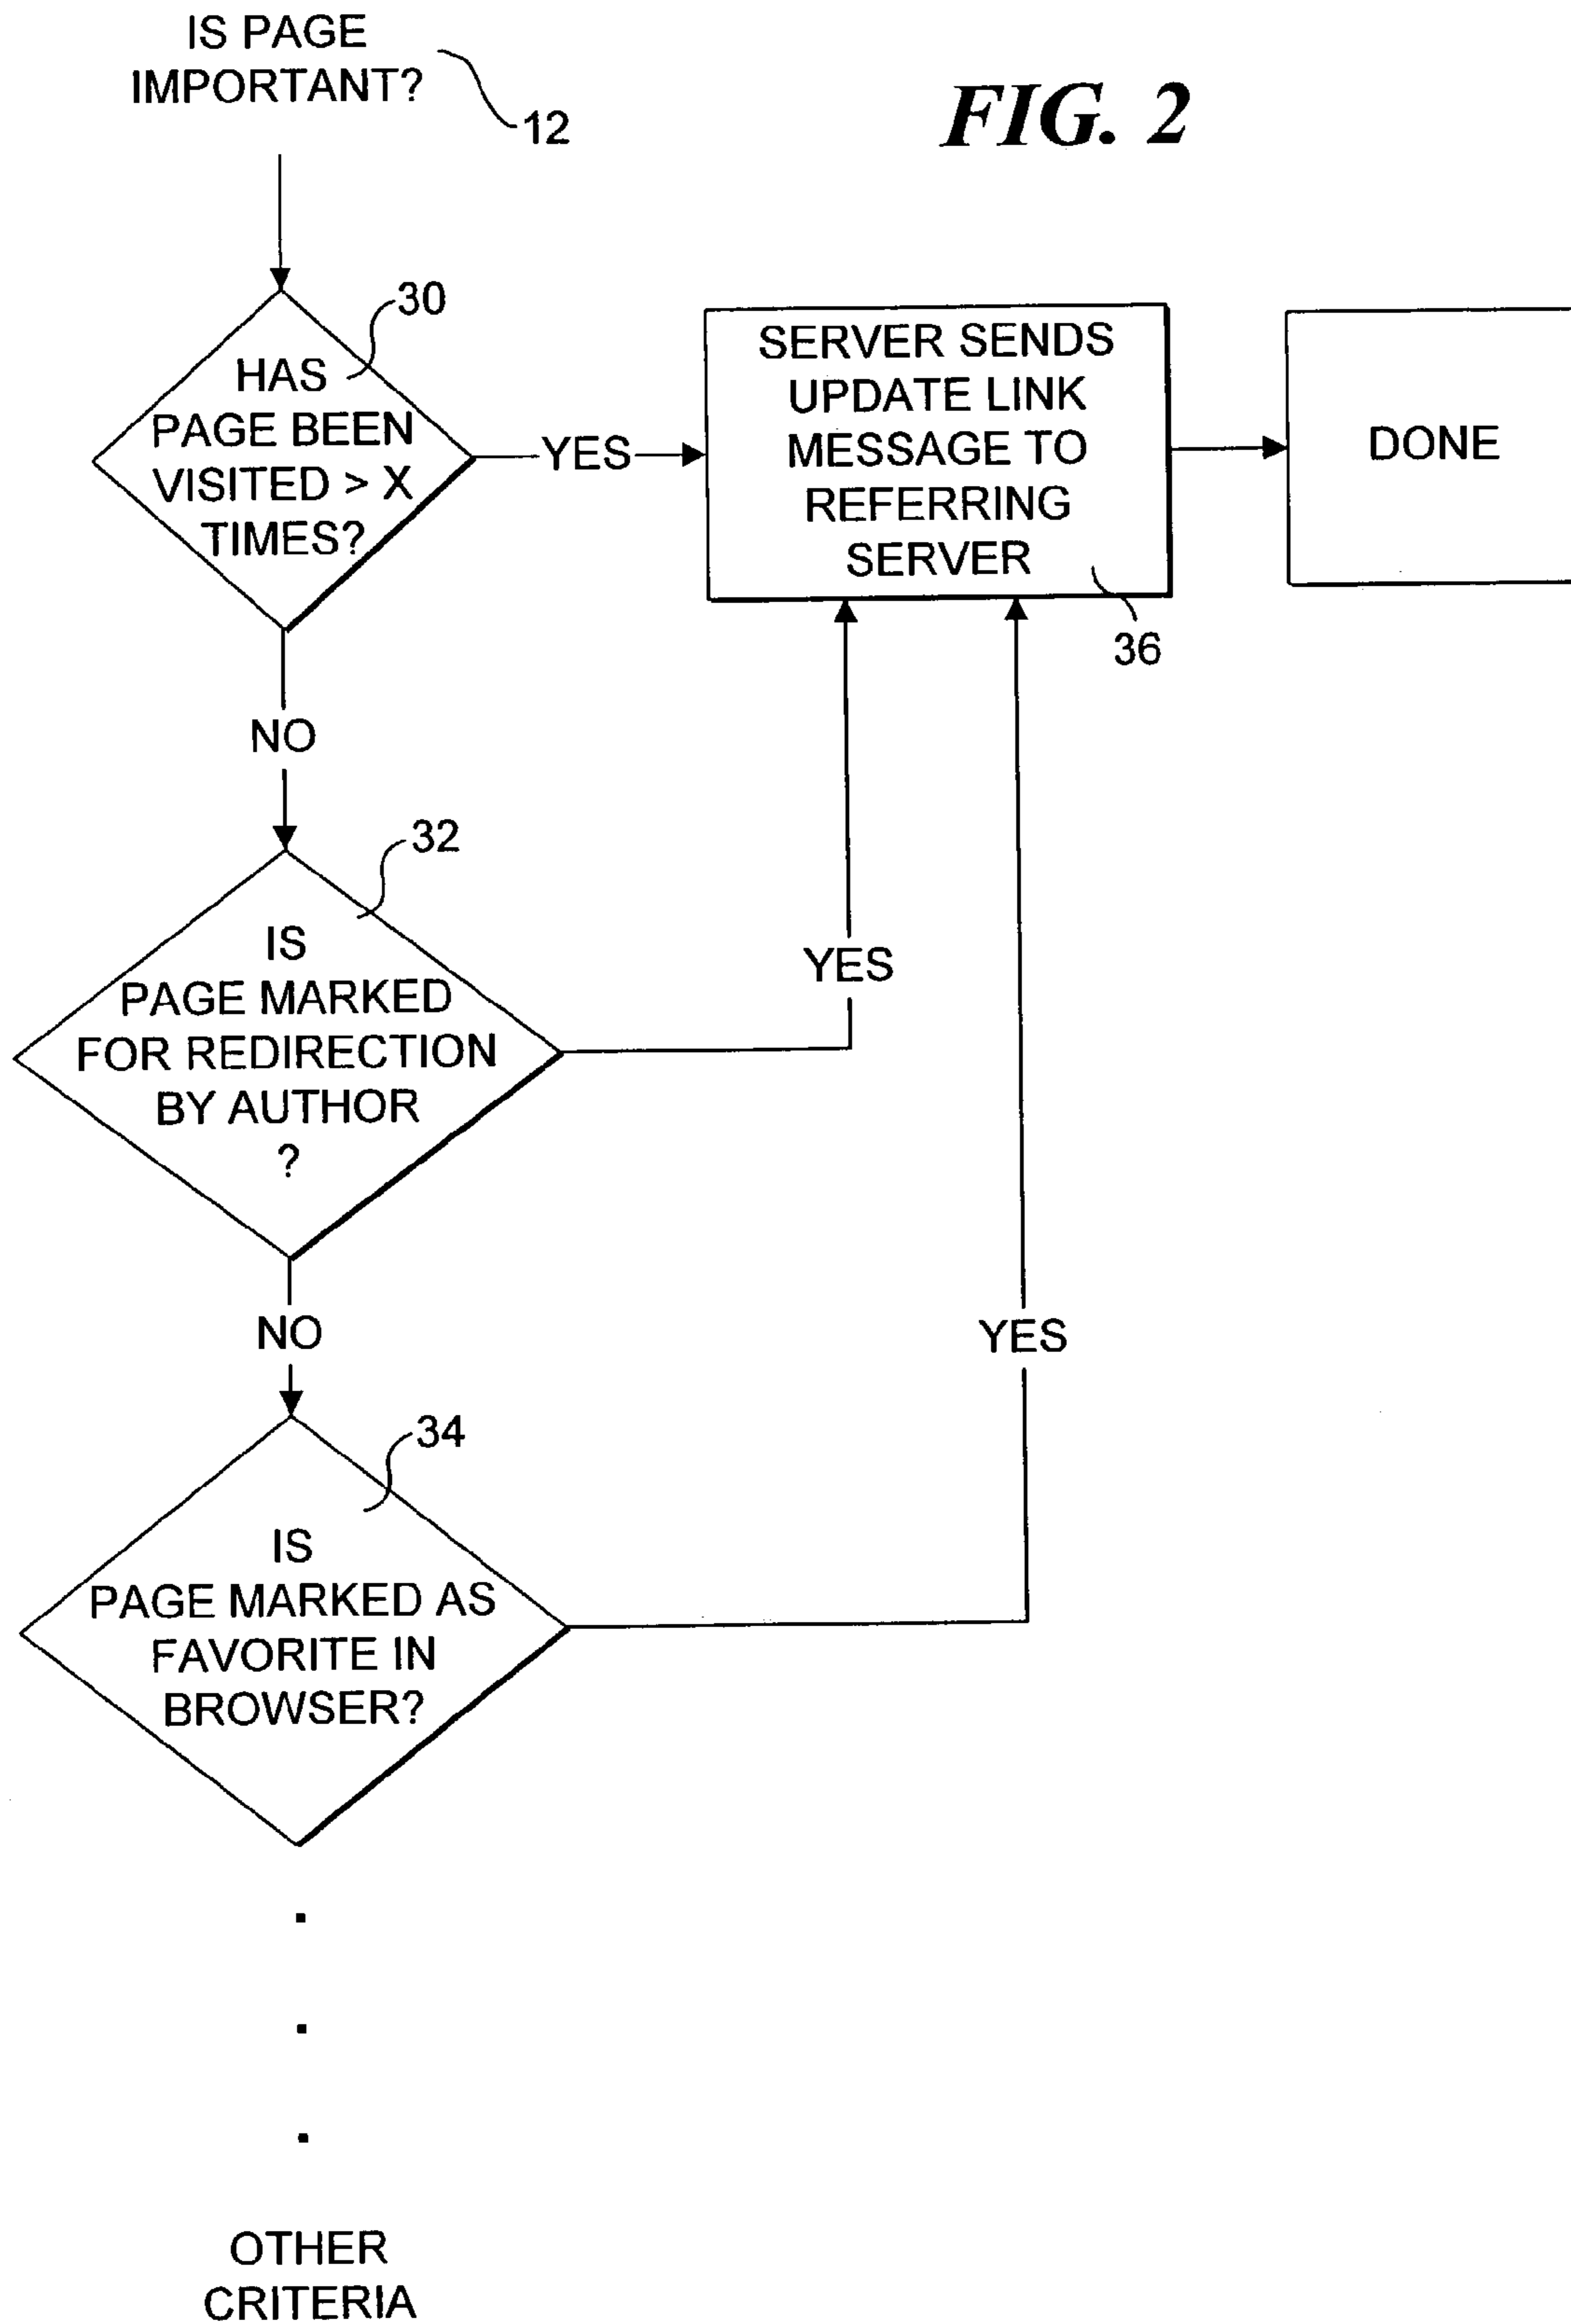 IS PAGE
IMPORTANT?
12
FIG. 2
30
HAS
PAGE BEEN
VISITED > X
TIMES?
YES
SERVER SENDS
UPDATE LINK
MESSAGE TO
REFERRING
SERVER
36
DONE
NO
32
IS
PAGE MARKED
FOR REDIRECTION
BY AUTHOR
?
YES
NO
YES
34
IS
PAGE MARKED AS
FAVORITE IN
BROWSER?
.
.
.
OTHER
CRITERIA